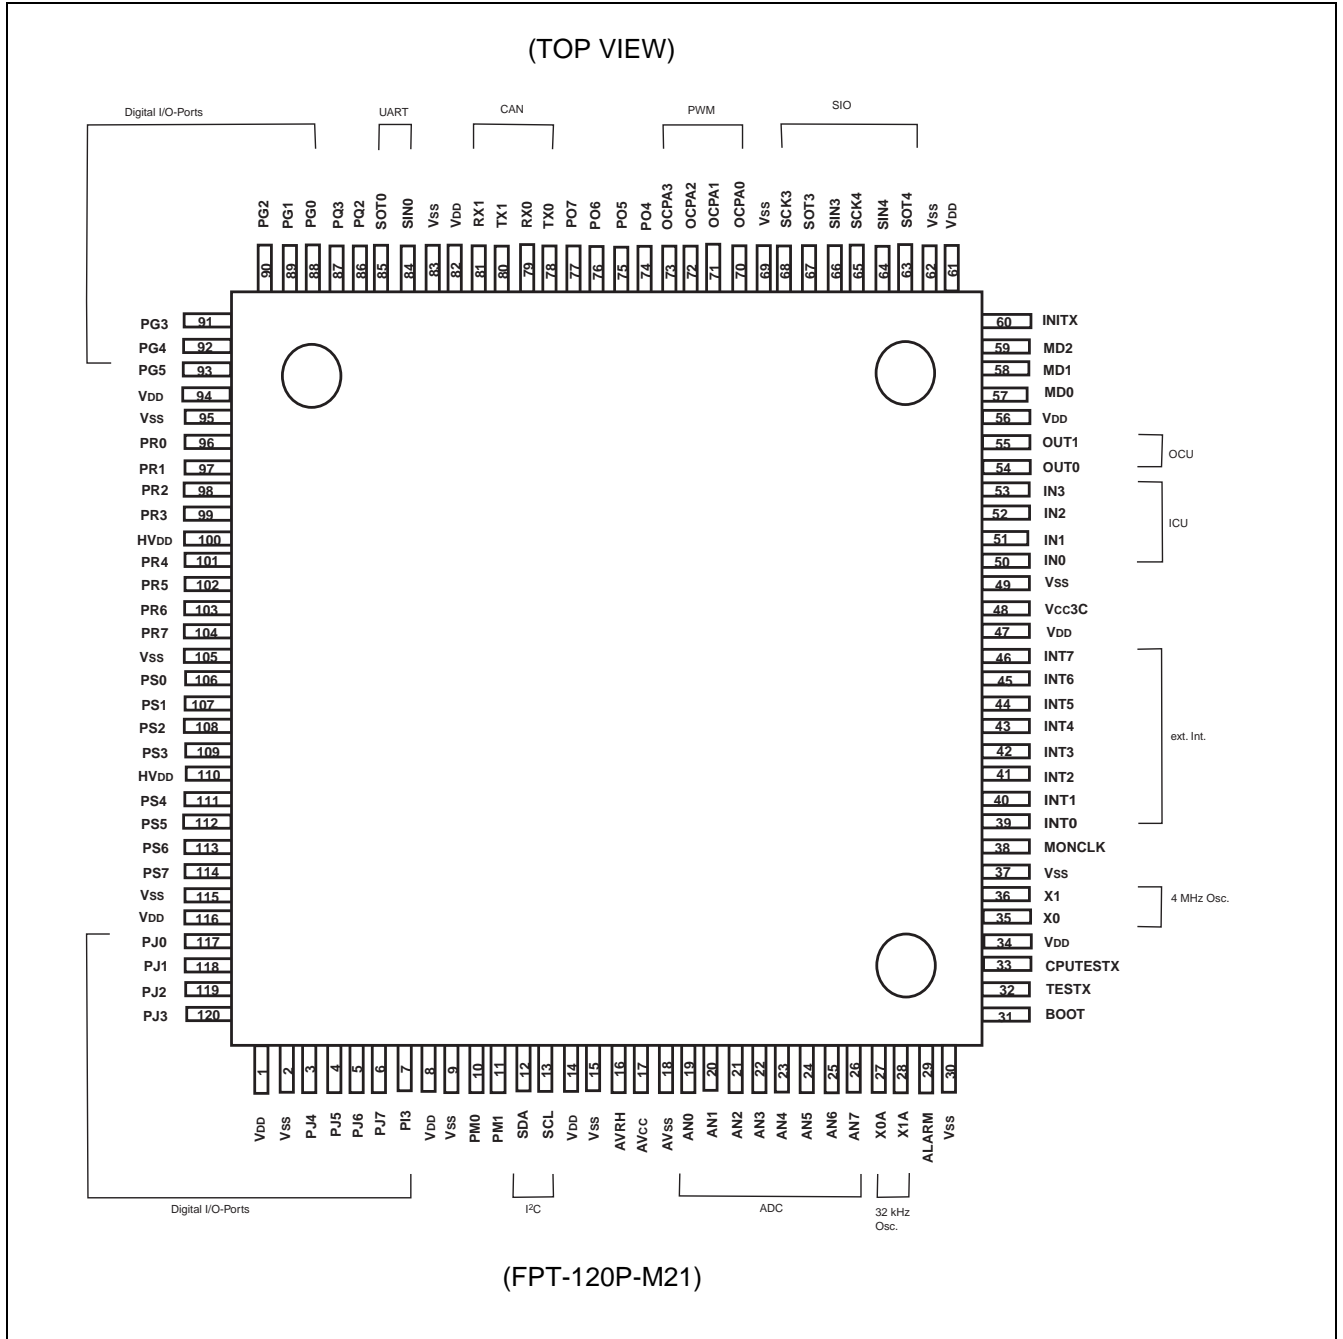 (TOP VIEW)
Digital I/O-Ports
UART
CAN
PWM
SIO
PG2 PG1 PG0 PQ3 PQ2 SOT0 SIN0 VSS VDD RX1 TX1 RX0 TX0 PO7 PO6 PO5 PO4 OCPA3 OCPA2 OCPA1 OCPA0 VSS SCK3 SOT3 SIN3 SCK4 SIN4 SOT4 VSS VDD
90 89 88 87 86 85 84 83 82 81 80 79 78 77 76 75 74 73 72 71 70 69 68 67 66 65 64 63 62 61
PG3 91
PG4 92
PG5 93
VDD 94
VSS 95
PR0 96
PR1 97
PR2 98
PR3 99
HVDD 100
PR4 101
PR5 102
PR6 103
PR7 104
VSS 105
PS0 106
PS1 107
PS2 108
PS3 109
HVDD 110
PS4 111
PS5 112
PS6 113
PS7 114
VSS 115
VDD 116
PJ0 117
PJ1 118
PJ2 119
PJ3 120
60 INITX
59 MD2
58 MD1
57 MD0
56 VDD
55 OUT1
54 OUT0
OCU
53 IN3
52 IN2
51 IN1
50 IN0
ICU
49 VSS
48 VCC3C
47 VDD
46 INT7
45 INT6
44 INT5
43 INT4
42 INT3
41 INT2
40 INT1
39 INT0
ext. Int.
38 MONCLK
37 VSS
36 X1
35 X0
4 MHz Osc.
34 VDD
33 CPUTESTX
32 TESTX
31 BOOT
1 2 3 4 5 6 7 8 9 10 11 12 13 14 15 16 17 18 19 20 21 22 23 24 25 26 27 28 29 30
VDD VSS PJ4 PJ5 PJ6 PJ7 PI3 VDD VSS PM0 PM1 SDA SCL VDD VSS AVRH AVCC AVSS AN0 AN1 AN2 AN3 AN4 AN5 AN6 AN7 X0A X1A ALARM VSS
Digital I/O-Ports
I²C
ADC
32 kHz
Osc.
(FPT-120P-M21)